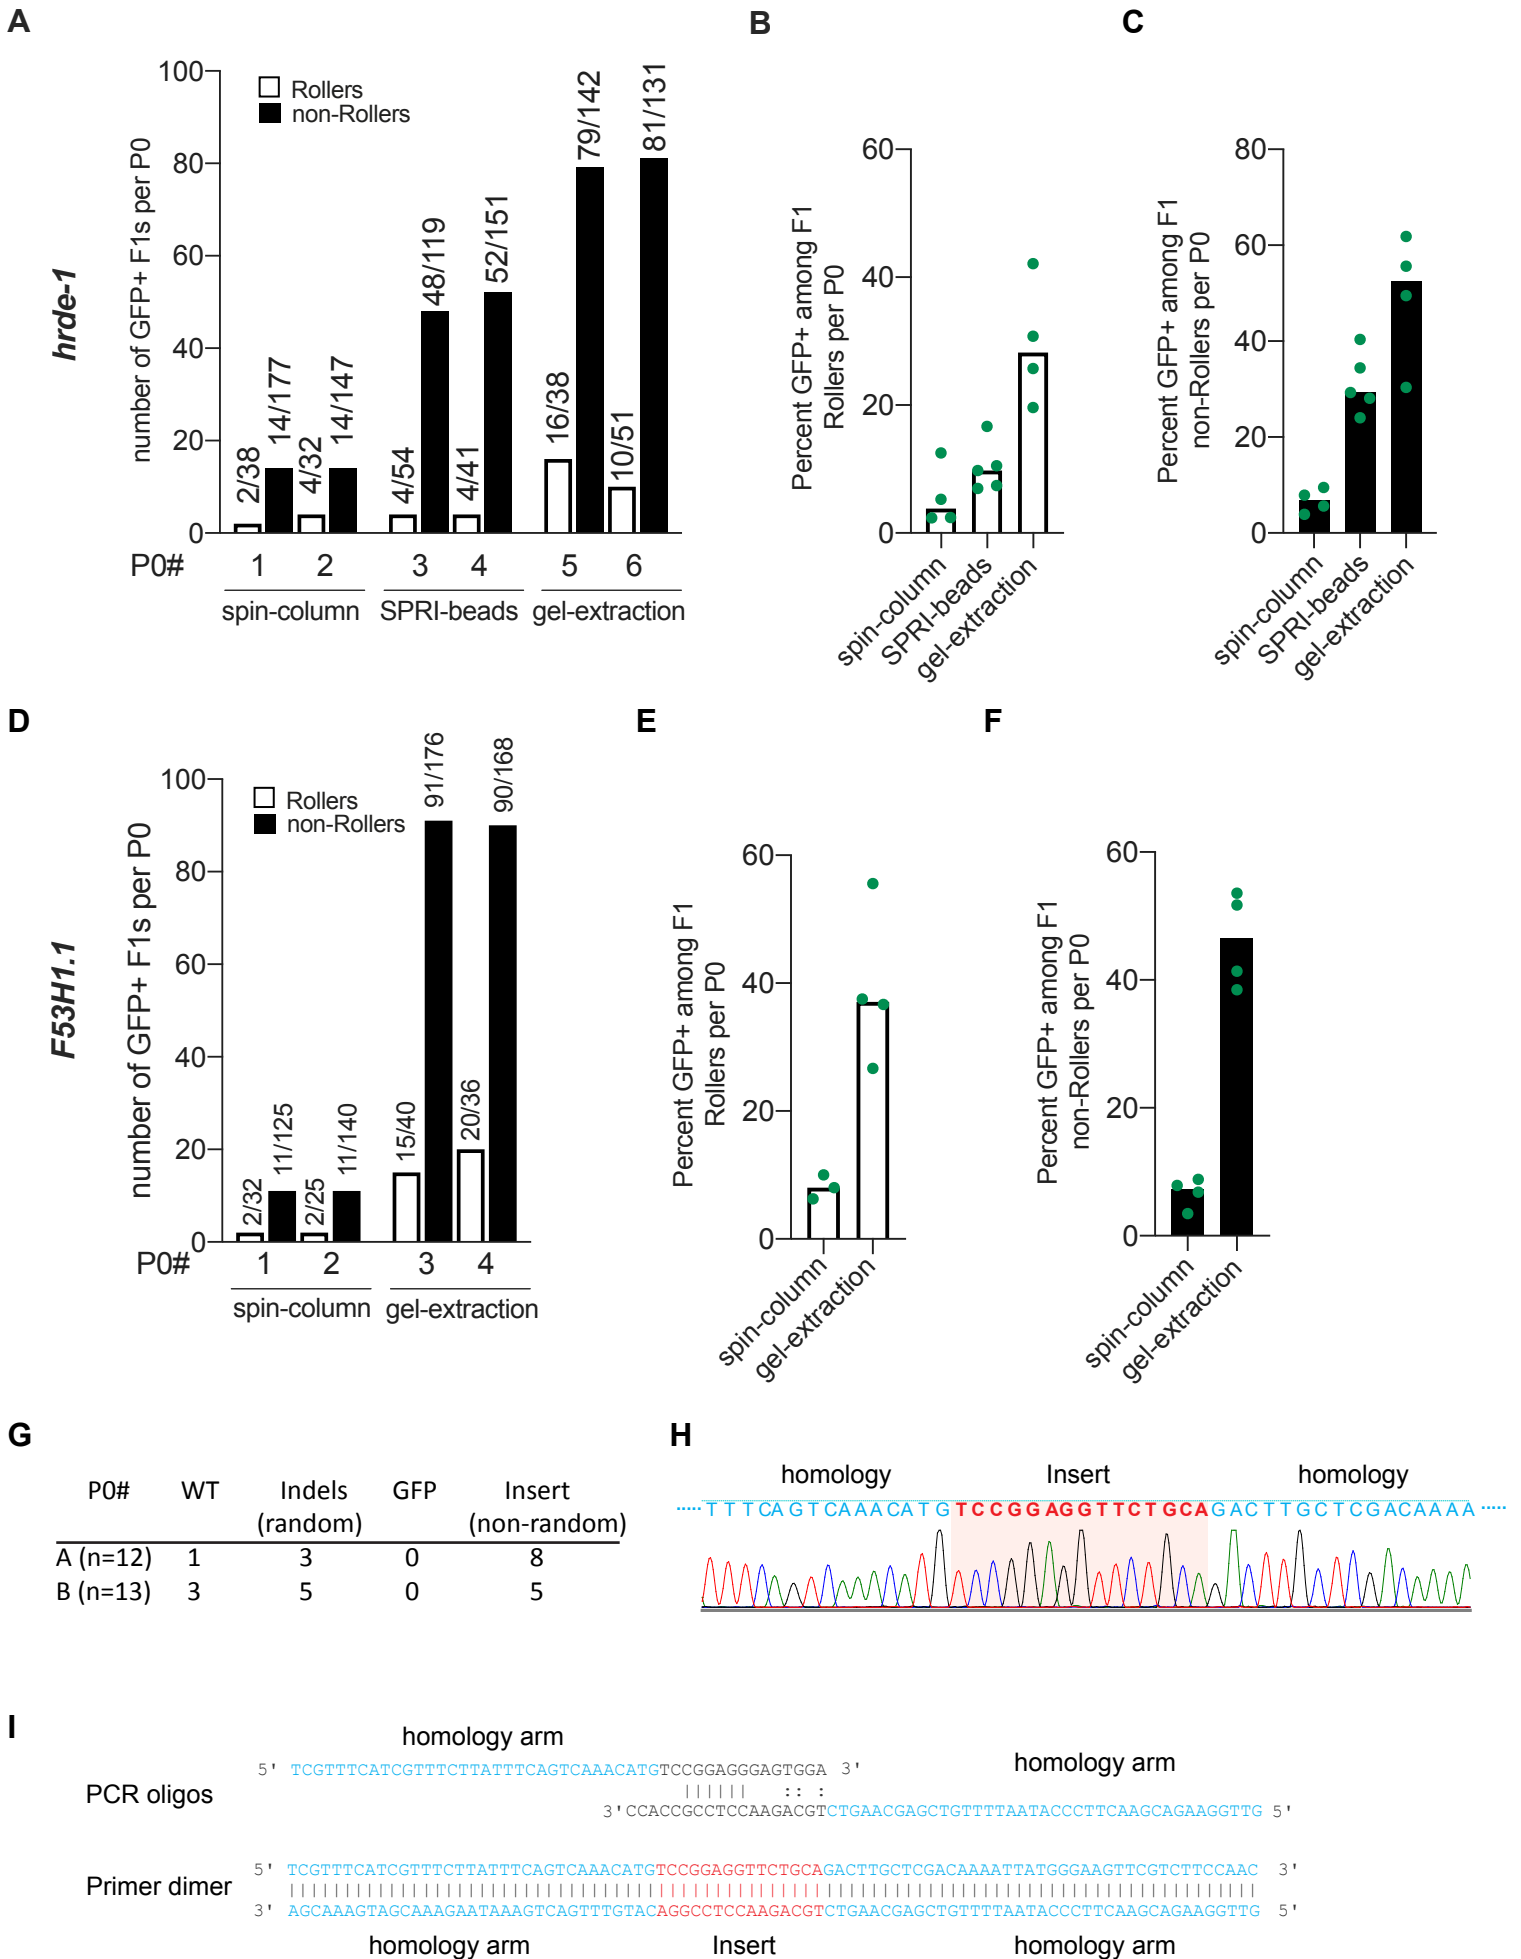 A
100
80
60
40
20
0
number of GFP+ F1s per P0
hrde-1
Rollers
non-Rollers
2/38
14/177
4/32
14/147
4/54
48/119
4/41
52/151
16/38
79/142
10/51
81/131
P0# 1 2 3 4 5 6
spin-column SPRI-beads gel-extraction
B
Percent GFP+ among F1
Rollers per P0
60
40
20
0
spin-column
SPRI-beads
gel-extraction
C
Percent GFP+ among F1
non-Rollers per P0
80
60
40
20
0
spin-column
SPRI-beads
gel-extraction
D
F53H1.1
number of GFP+ F1s per P0
100
80
60
40
20
0
Rollers
non-Rollers
2/32
11/125
2/25
11/140
15/40
91/176
20/36
90/168
P0# 1 2 3 4
spin-column gel-extraction
E
Percent GFP+ among F1
Rollers per P0
60
40
20
0
spin-column
gel-extraction
F
Percent GFP+ among F1
non-Rollers per P0
60
40
20
0
spin-column
gel-extraction
G
P0# WT Indels GFP Insert
(random) (non-random)
A (n=12) 1 3 0 8
B (n=13) 3 5 0 5
H
homology Insert homology
TTTCAGTCAAACATGTCCGGAGGTTCTGCAGACTTGCTCGACAAAA
I
homology arm
5' TCGTTTCATCGTTTCTTATTTCAGTCAAACATGTCCGGAGGGAGTGGA 3'
homology arm
PCR oligos
3'CCACCGCCTCCAAGACGTCTGAACGAGCTGTTTTAATACCCTTCAAGCAGAAGGTTG 5'
5' TCGTTTCATCGTTTCTTATTTCAGTCAAACATGTCCGGAGGTTCTGCAGACTTGCTCGACAAAATTATGGGAAGTTCGTCTTCCAAC 3'
Primer dimer
3' AGCAAAGTAGCAAAGAATAAAGTCAGTTTGTACAGGCCTCCAAGACGTCTGAACGAGCTGTTTTAATACCCTTCAAGCAGAAGGTTG 5'
homology arm Insert homology arm